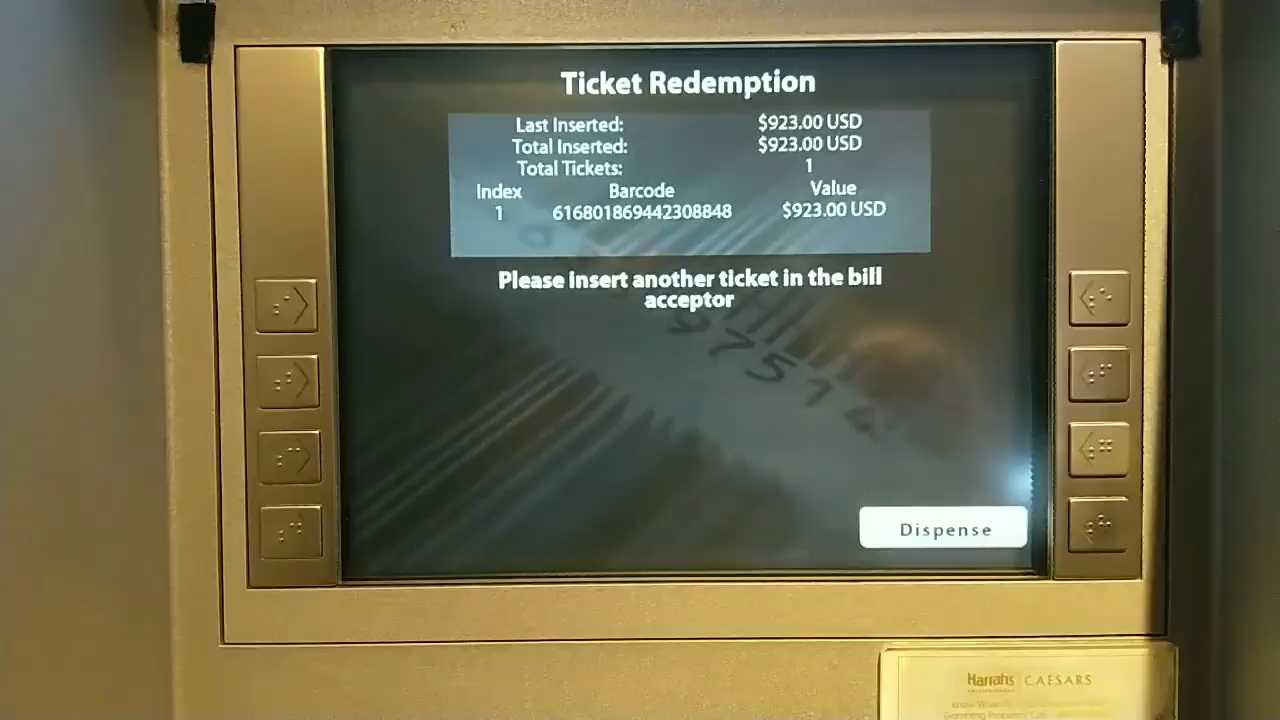 Ticket Redemption
Last Inserted: $923.00 USD
Total Inserted: $923.00 USD
Total Tickets: 1
Index Barcode Value
1 616801869442308848 $923.00 USD
Please insert another ticket in the bill
acceptor
Dispense
Harrah's CAESARS